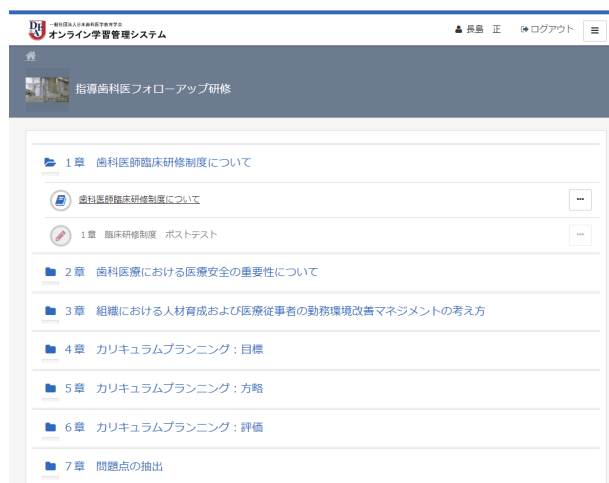 一般社団法人日本歯科医学教育学会
オンライン学習管理システム
長島 正
ログアウト
指導歯科医フォローアップ研修
1章 歯科医師臨床研修制度について
歯科医師臨床研修制度について
1章 臨床研修制度 ポストテスト
2章 歯科医療における医療安全の重要性について
3章 組織における人材育成および医療従事者の勤務環境改善マネジメントの考え方
4章 カリキュラムプランニング：目標
5章 カリキュラムプランニング：方略
6章 カリキュラムプランニング：評価
7章 問題点の抽出